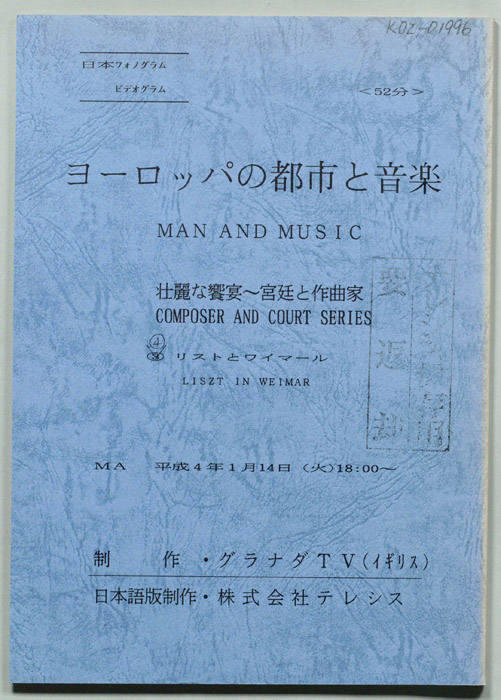 KOZ-01996
日本フォノグラム
ビデオグラム
<52分>
ヨーロッパの都市と音楽
MAN AND MUSIC
壮麗な饗宴〜宮廷と作曲家
COMPOSER AND COURT SERIES
④
③ リストとワイマール
LISZT IN WEIMAR
要返却
MA 平成4年1月14日(火)18:00〜
制作・グラナダTV(イギリス)
日本語版制作・株式会社テレシス